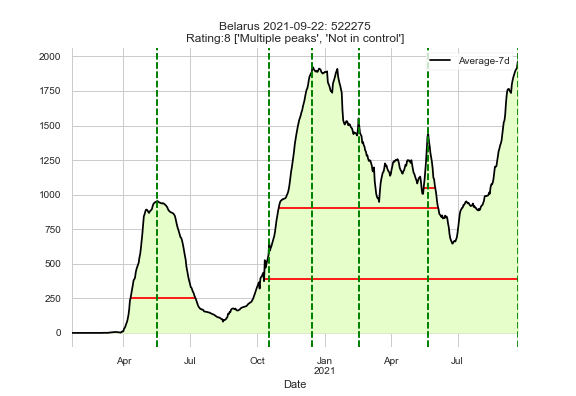 Belarus 2021-09-22: 522275
Rating:8 ['Multiple peaks', 'Not in control']
Average-7d
2000
1750
1500
1250
1000
750
500
250
0
Apr
Jul
Oct
Jan
2021
Apr
Jul
Date